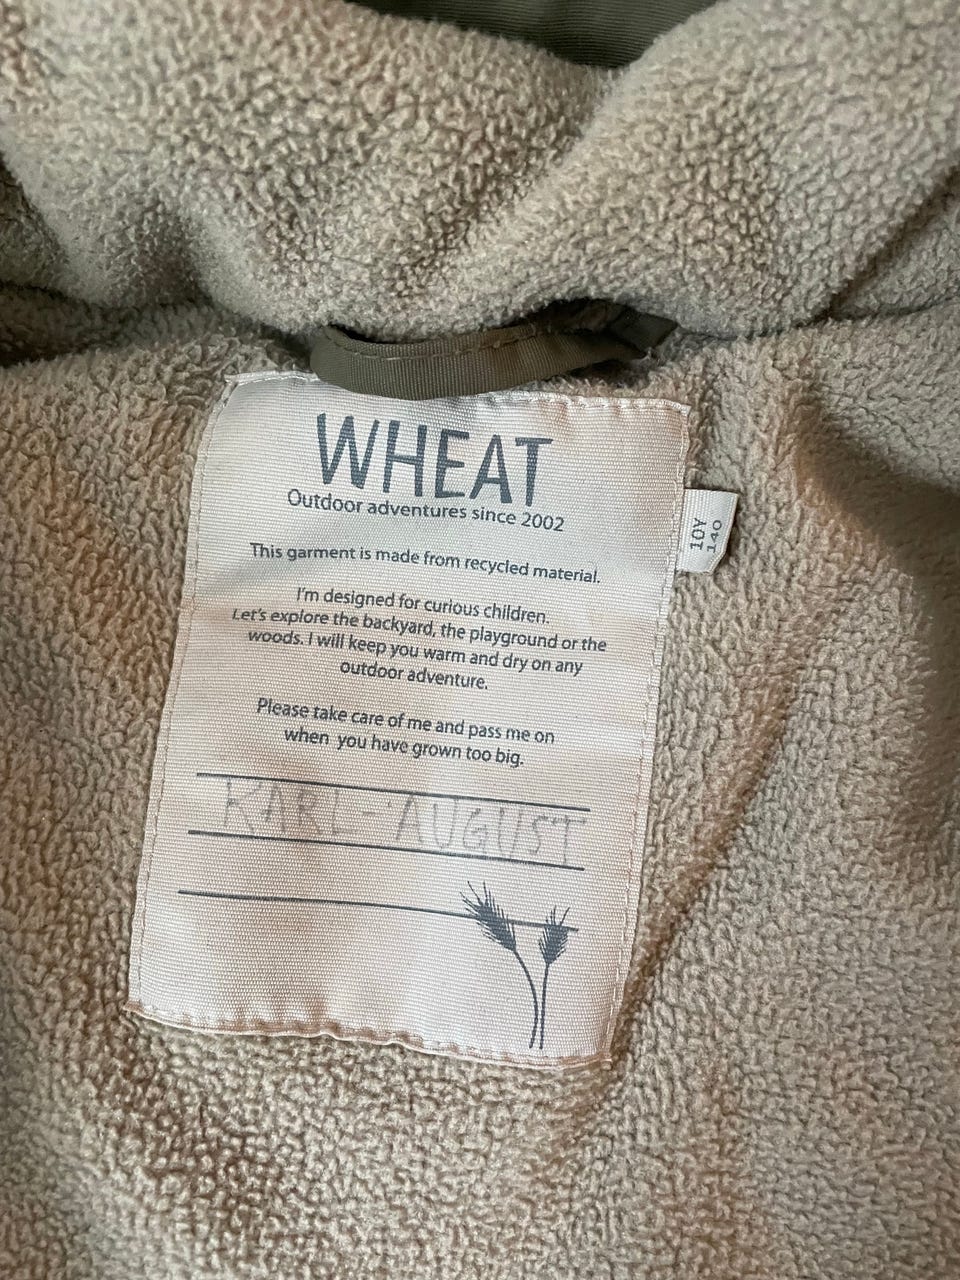 WHEAT
Outdoor adventures since 2002
10Y
140
This garment is made from recycled material.
I'm designed for curious children.
Let's explore the backyard, the playground or the
woods. I will keep you warm and dry on any
outdoor adventure.
Please take care of me and pass me on
when you have grown too big.
KARL-AUGUST